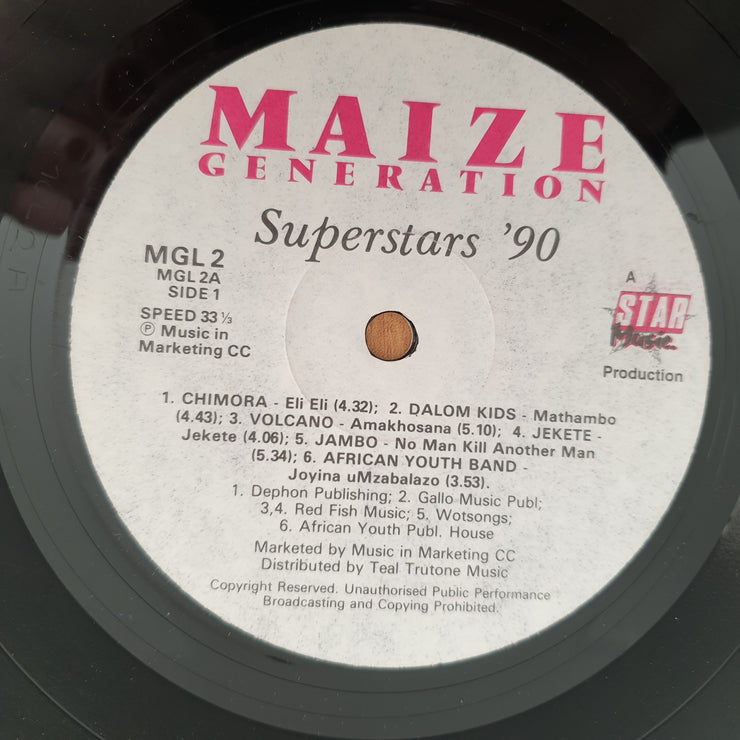 MAIZE
GENERATION
Superstars '90
MGL 2
MGL 2A
SIDE 1
SPEED 33 ⅓
Ⓟ Music in
Marketing CC
A
STAR
Music
Production
1. CHIMORA - Eli Eli (4.32); 2. DALOM KIDS - Mathambo
(4.43); 3. VOLCANO - Amakhosana (5.10); 4. JEKETE -
Jekete (4.06); 5. JAMBO - No Man Kill Another Man
(5.34); 6. AFRICAN YOUTH BAND -
Joyina uMzabalazo (3.53).
1. Dephon Publishing; 2. Gallo Music Publ;
3,4. Red Fish Music; 5. Wotsongs;
6. African Youth Publ. House
Marketed by Music in Marketing CC
Distributed by Teal Trutone Music
Copyright Reserved. Unauthorised Public Performance
Broadcasting and Copying Prohibited.